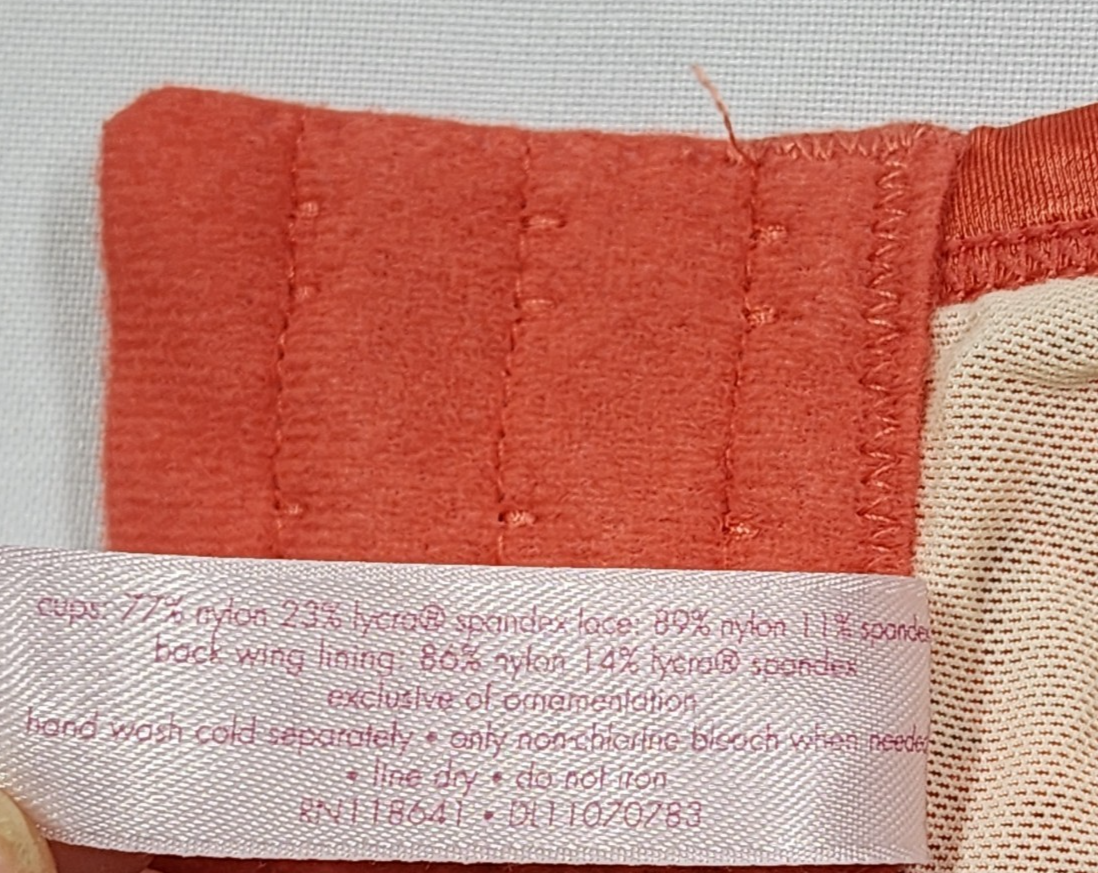 cups: 77% nylon 23% lycra® spandex lace: 89% nylon 11% spandex
back wing lining: 86% nylon 14% lycra® spandex
exclusive of ornamentation
hand wash cold separately • only non-chlorine bleach when needed
• line dry • do not iron
RN118641 • DL11070783